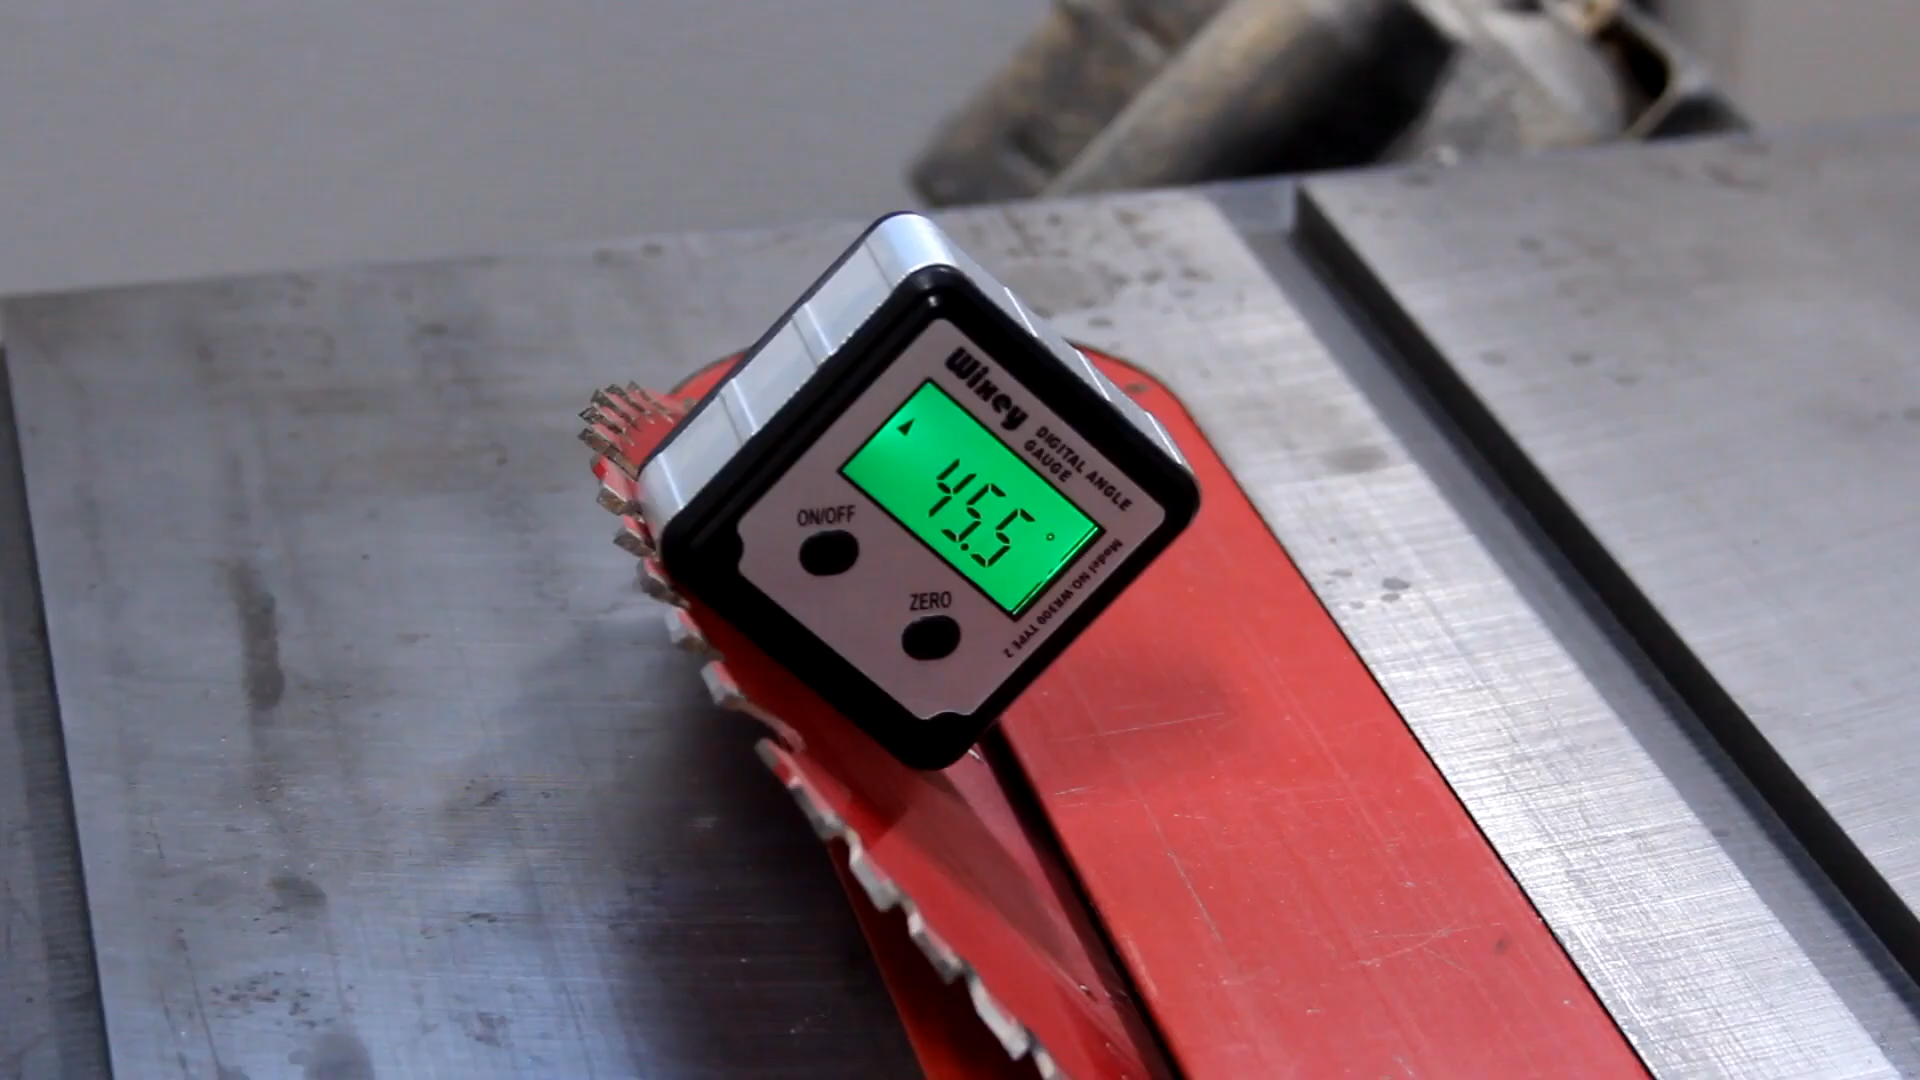 Wixey
DIGITAL ANGLE
GAUGE
45.5°
ON/OFF
ZERO
Model NO.WR300 TYPE 2